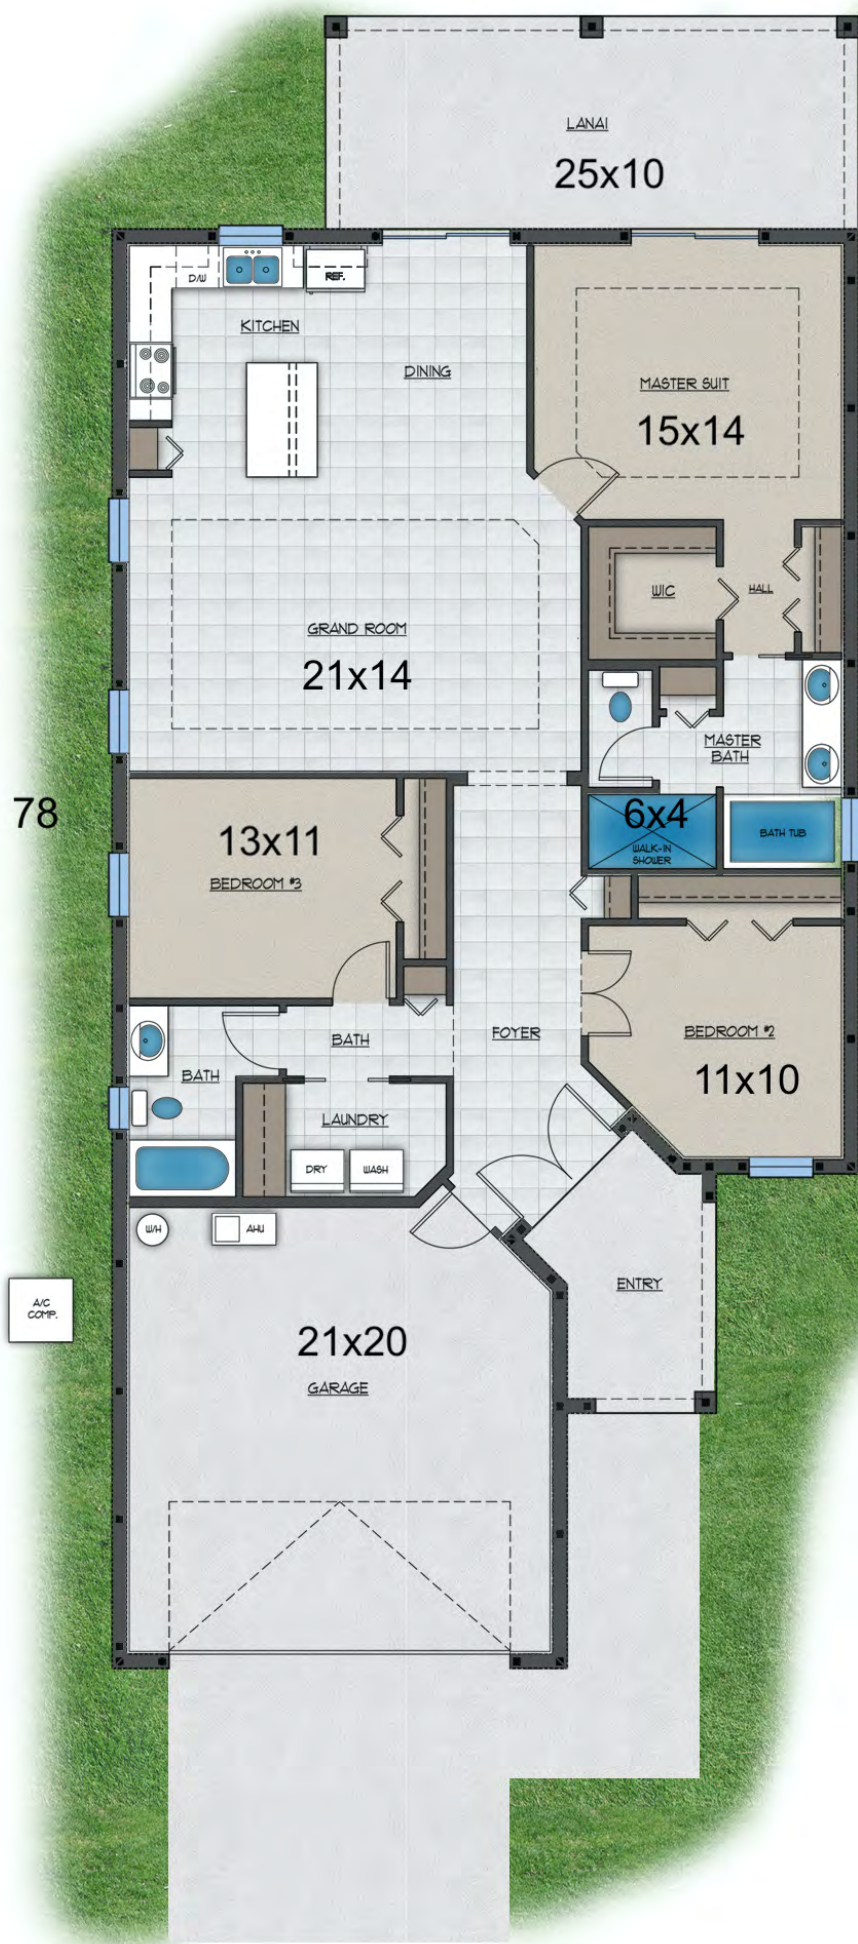 LANAI
25x10
D/W
REF.
KITCHEN
DINING
MASTER SUIT
15x14
WIC
HALL
GRAND ROOM
21x14
MASTER
BATH
78
13x11
BEDROOM #3
6x4
WALK-IN
SHOWER
BATH TUB
FOYER
BATH
BEDROOM #2
11x10
BATH
LAUNDRY
DRY
WASH
W/H
AHU
ENTRY
A/C
COMP.
21x20
GARAGE